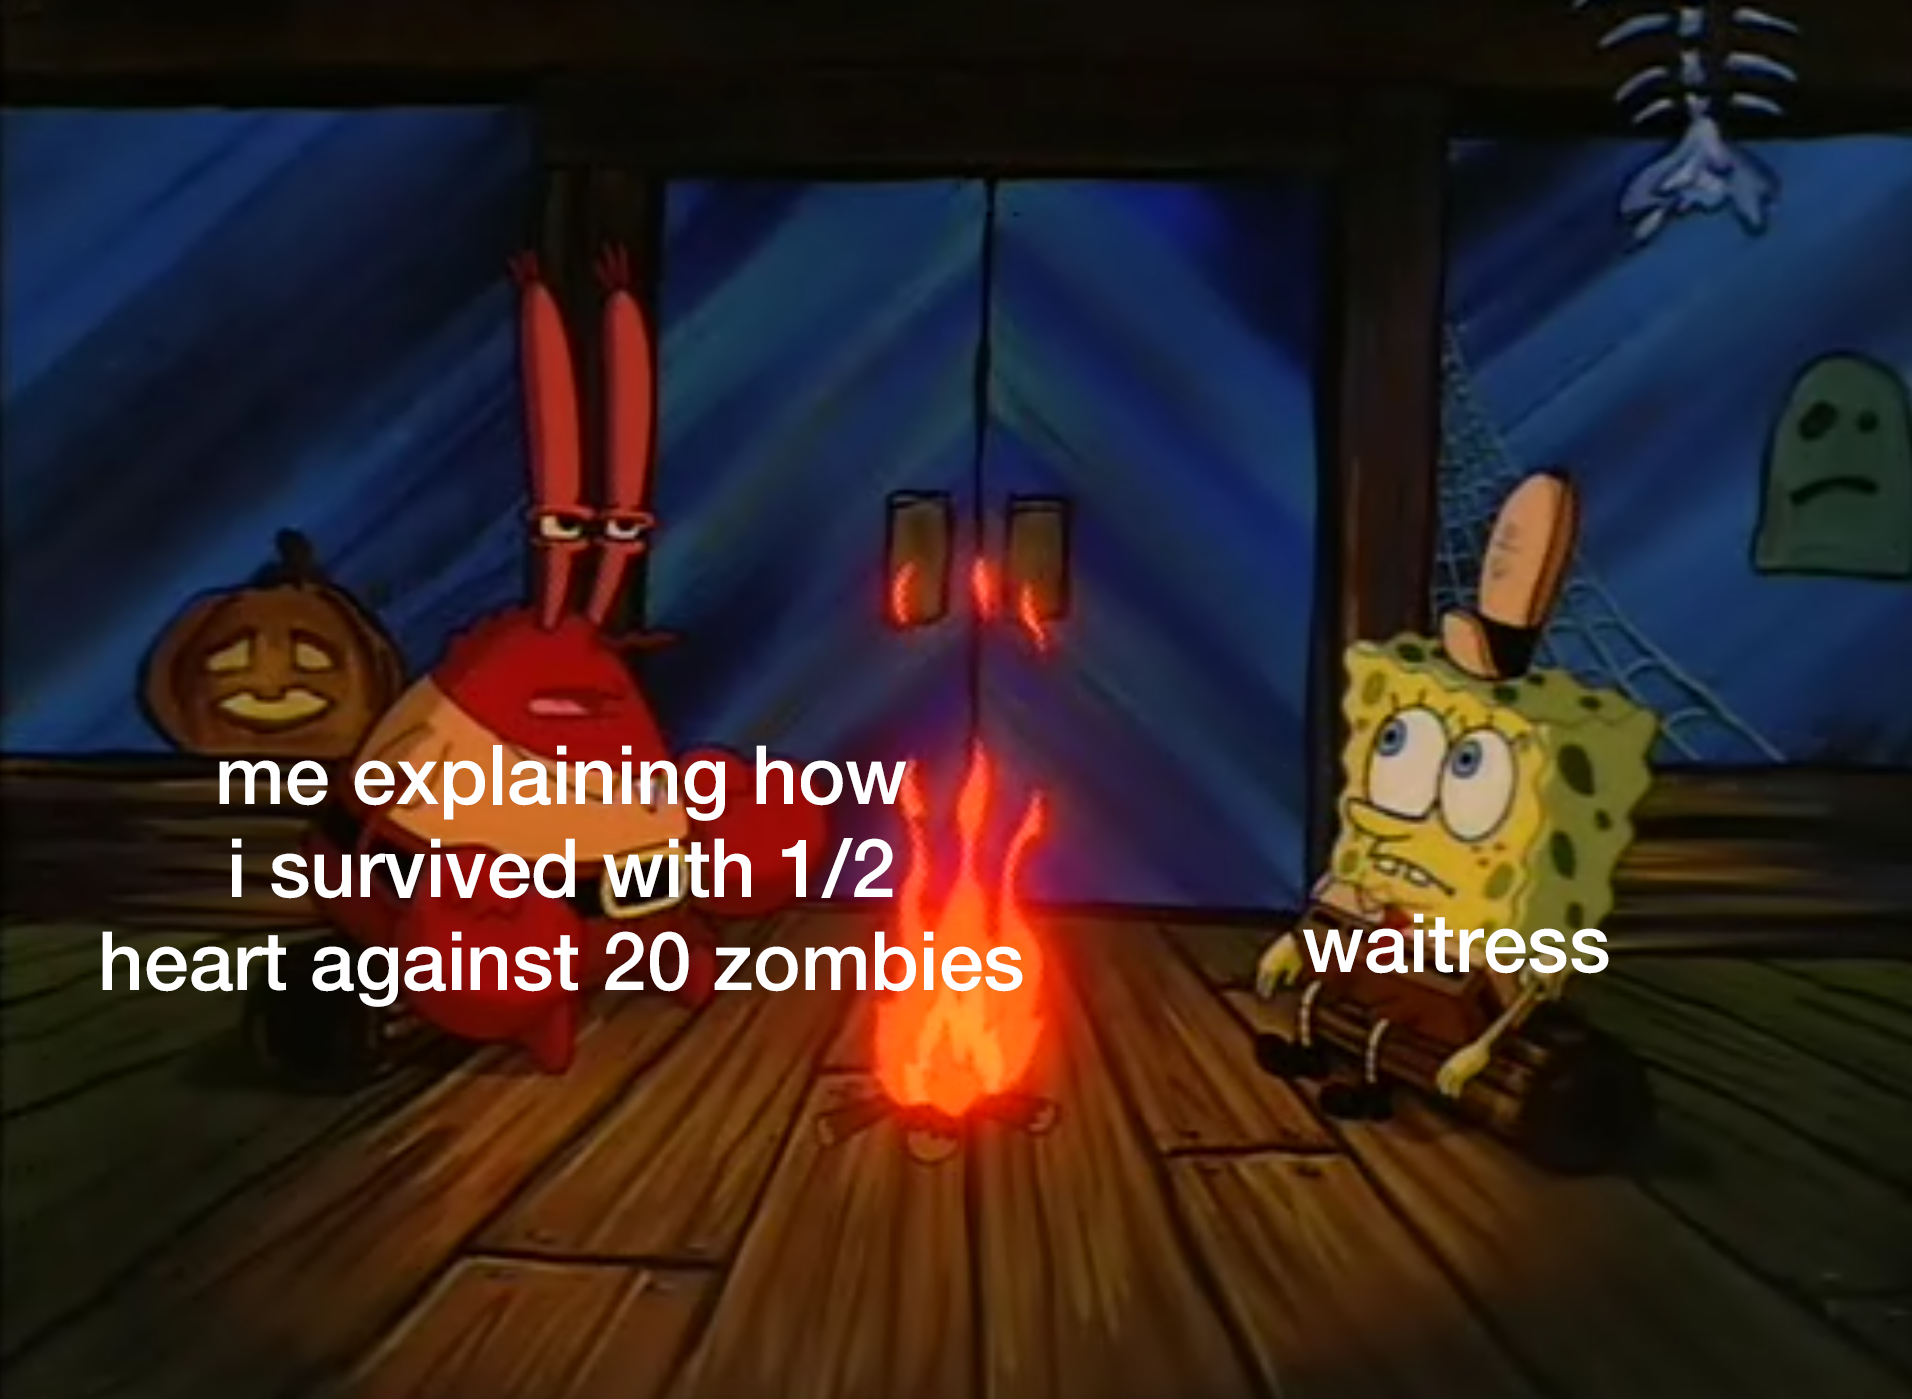 me explaining how
i survived with 1/2
heart against 20 zombies
waitress